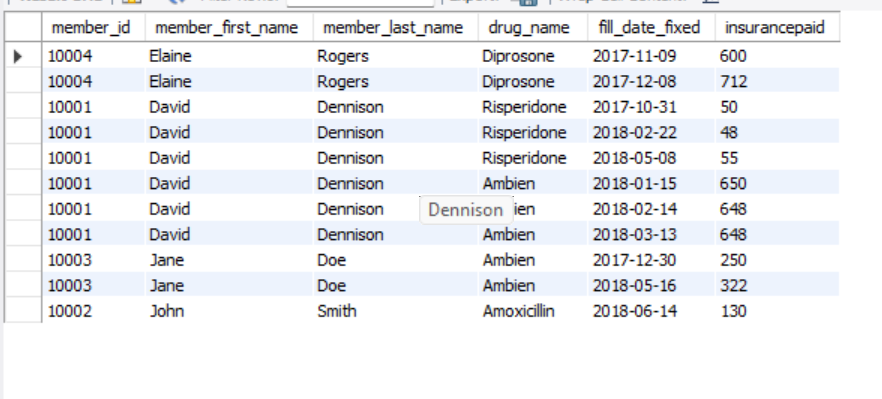 member_id member_first_name member_last_name drug_name fill_date_fixed insurancepaid
10004 Elaine Rogers Diprosone 2017-11-09 600
10004 Elaine Rogers Diprosone 2017-12-08 712
10001 David Dennison Risperidone 2017-10-31 50
10001 David Dennison Risperidone 2018-02-22 48
10001 David Dennison Risperidone 2018-05-08 55
10001 David Dennison Ambien 2018-01-15 650
10001 David Dennison Dennison ien 2018-02-14 648
10001 David Dennison Ambien 2018-03-13 648
10003 Jane Doe Ambien 2017-12-30 250
10003 Jane Doe Ambien 2018-05-16 322
10002 John Smith Amoxicillin 2018-06-14 130